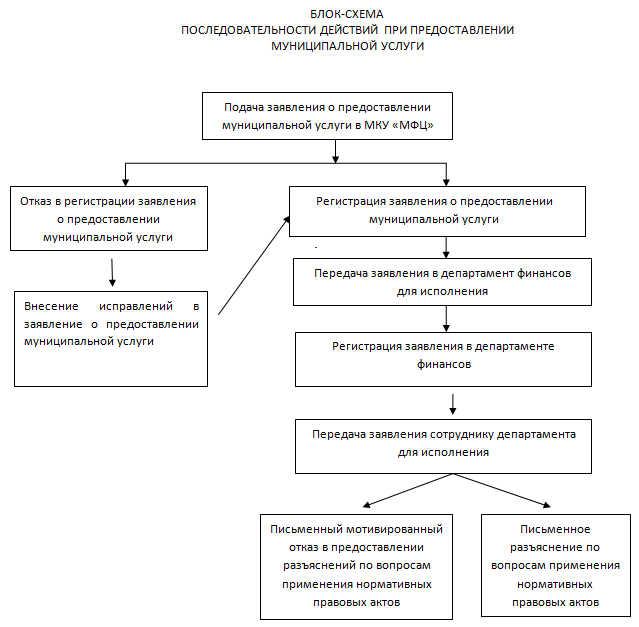 БЛОК-СХЕМА
ПОСЛЕДОВАТЕЛЬНОСТИ ДЕЙСТВИЙ ПРИ ПРЕДОСТАВЛЕНИИ
МУНИЦИПАЛЬНОЙ УСЛУГИ
Подача заявления о предоставлении
муниципальной услуги в МКУ «МФЦ»
Отказ в регистрации заявления
о предоставлении
муниципальной услуги
Регистрация заявления о предоставлении
муниципальной услуги
Внесение исправлений в
заявление о предоставлении
муниципальной услуги
Передача заявления в департамент финансов
для исполнения
Регистрация заявления в департаменте
финансов
Передача заявления сотруднику департамента
для исполнения
Письменный мотивированный
отказ в предоставлении
разъяснений по вопросам
применения нормативных
правовых актов
Письменное
разъяснение по
вопросам применения
нормативных
правовых актов